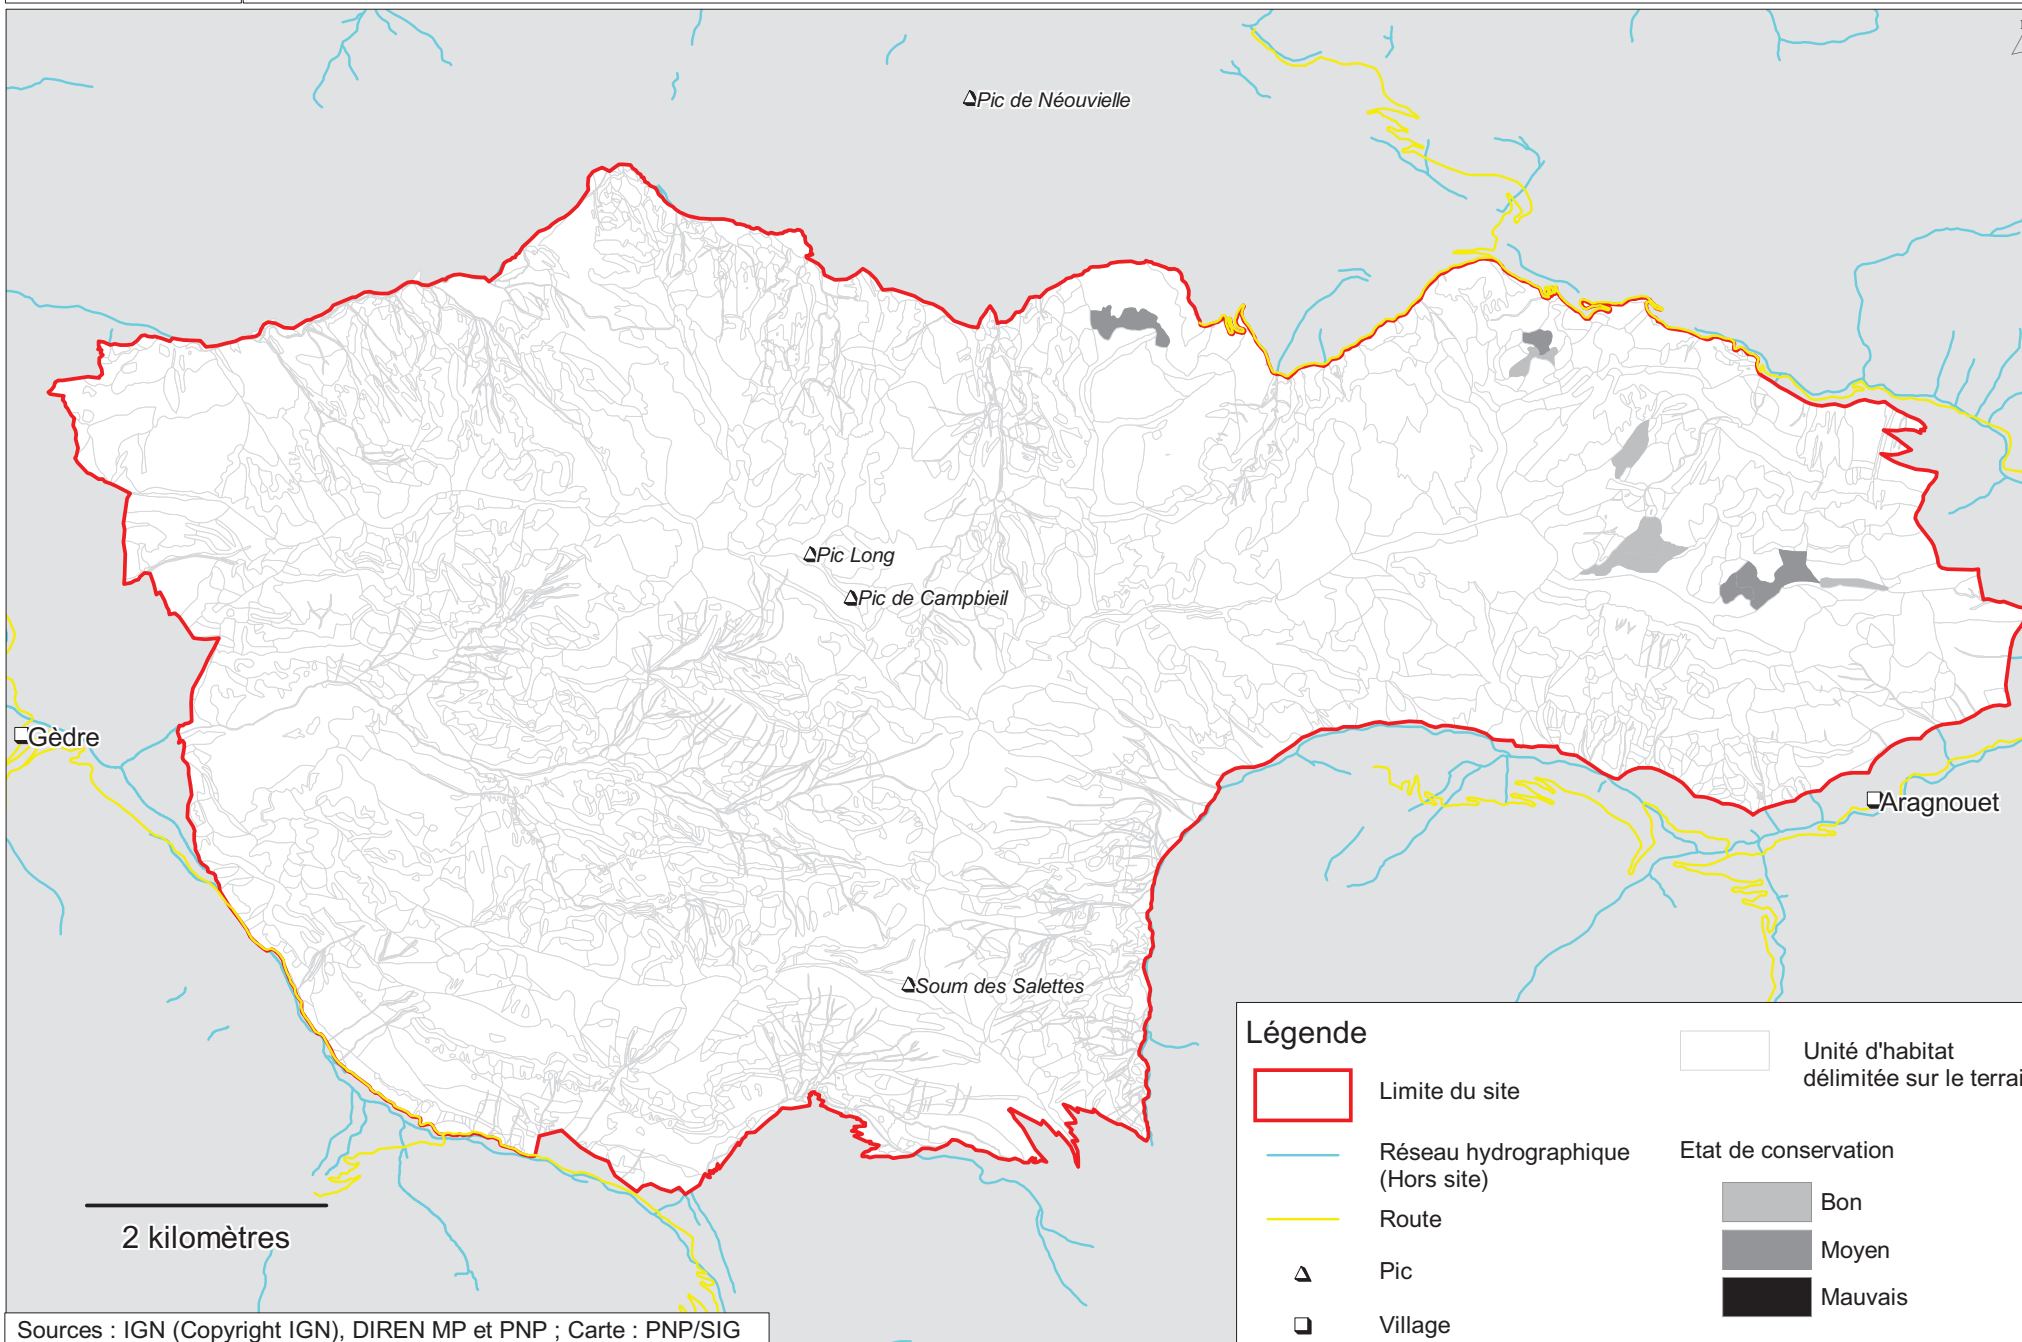 Pic de Néouvielle
Pic Long
Pic de Campbieil
Gèdre
Aragnouet
Soum des Salettes
2 kilomètres
Légende
Limite du site
Réseau hydrographique
(Hors site)
Route
Pic
Village
Unité d'habitat
délimitée sur le terrai
Etat de conservation
Bon
Moyen
Mauvais
Sources : IGN (Copyright IGN), DIREN MP et PNP ; Carte : PNP/SIG